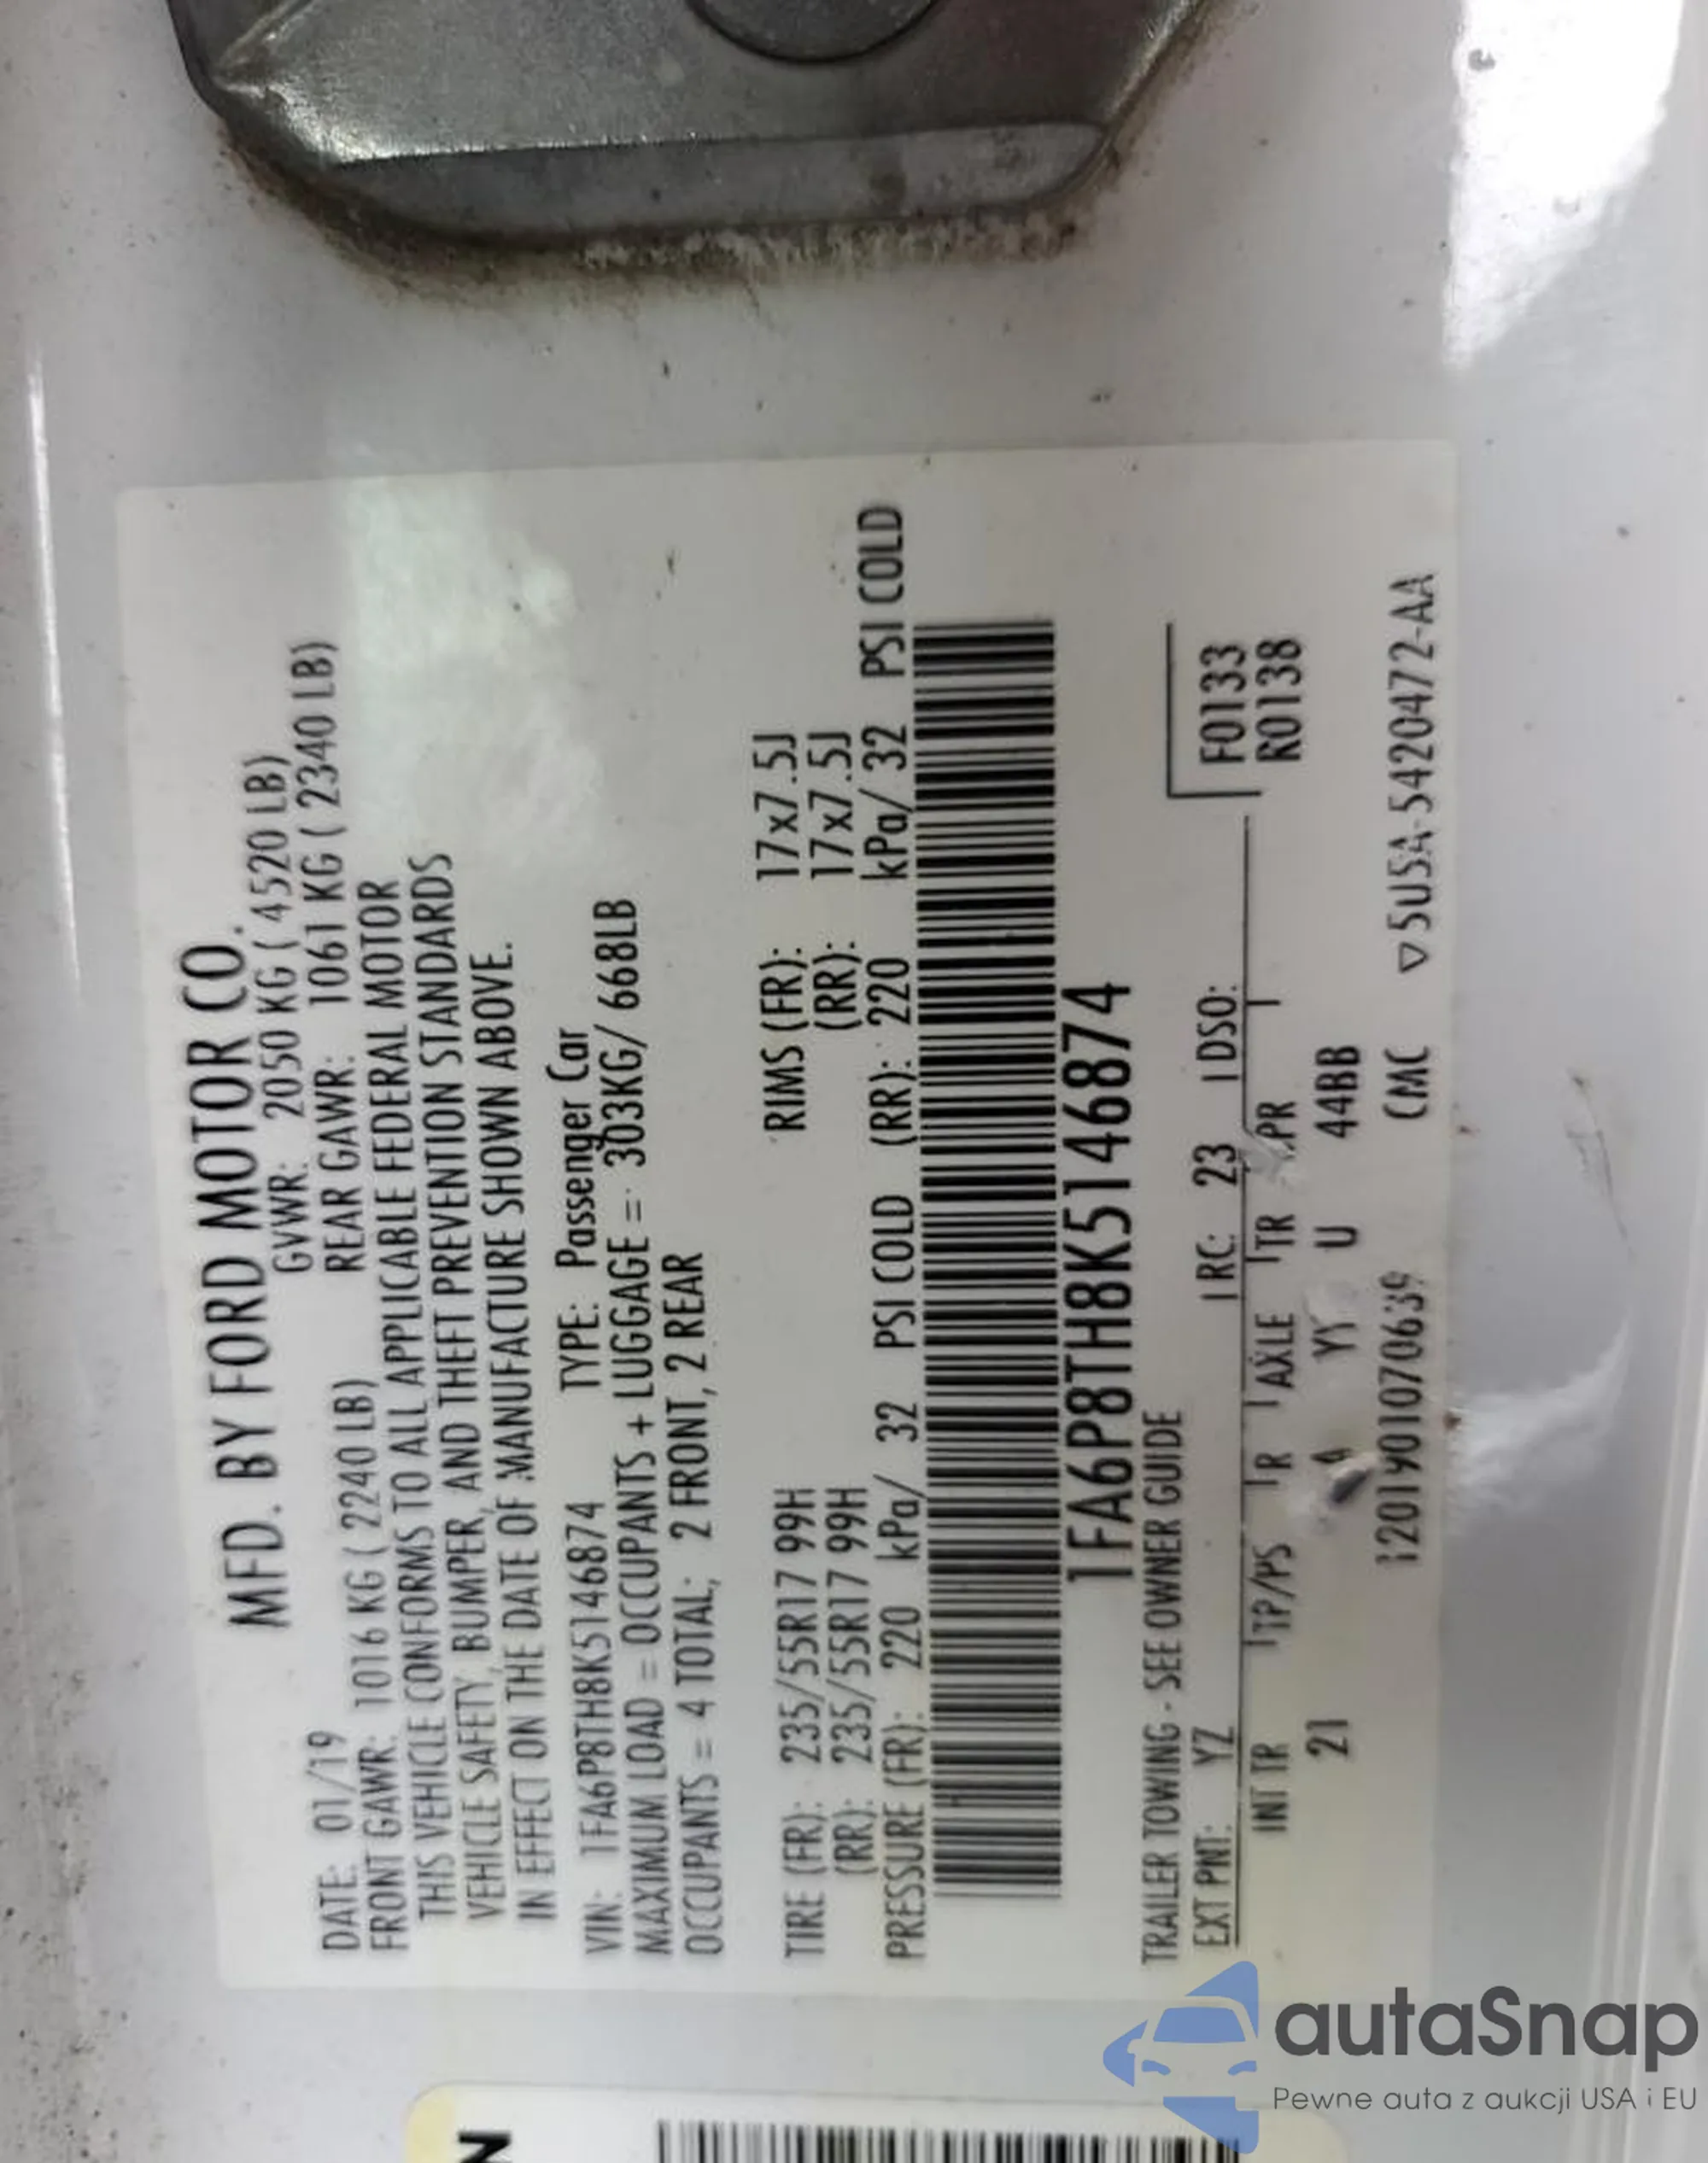 MFD. BY FORD MOTOR CO.
DATE: 01/19 GVWR: 2050 KG ( 4520 LB)
FRONT GAWR: 1016 KG ( 2240 LB) REAR GAWR: 1061 KG ( 2340 LB)
THIS VEHICLE CONFORMS TO ALL APPLICABLE FEDERAL MOTOR
VEHICLE SAFETY, BUMPER, AND THEFT PREVENTION STANDARDS
IN EFFECT ON THE DATE OF MANUFACTURE SHOWN ABOVE.
VIN: 1FA6P8TH8K5146874 TYPE: Passenger Car
MAXIMUM LOAD = OCCUPANTS + LUGGAGE = 303KG/ 668LB
OCCUPANTS = 4 TOTAL; 2 FRONT, 2 REAR
TIRE (FR): 235/55R17 99H RIMS (FR): 17x7.5J
(RR): 235/55R17 99H (RR): 17x7.5J
PRESSURE (FR): 220 kPa/ 32 PSI COLD (RR): 220 kPa/ 32 PSI COLD
1FA6P8TH8K5146874
TRAILER TOWING - SEE OWNER GUIDE
EXT PNT: YZ RC: 23 DSO: F0133
INT TR TP/PS R AXLE TR R0138
21 YY U 44BB
CMC ▽5U5A-5420472-AA
N
autaSnap
Pewne auta z aukcji USA i EU